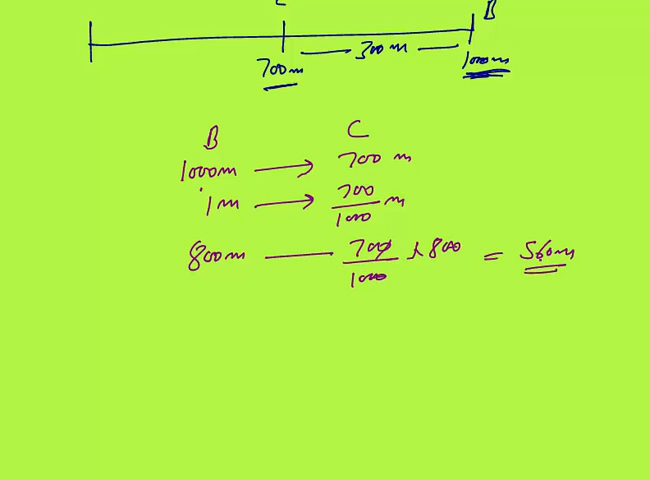 C B
300m
700m 1000m
B C
1000m → 700 m
1m → 700/1000 m
800m — 700/1000 × 800 = 560m